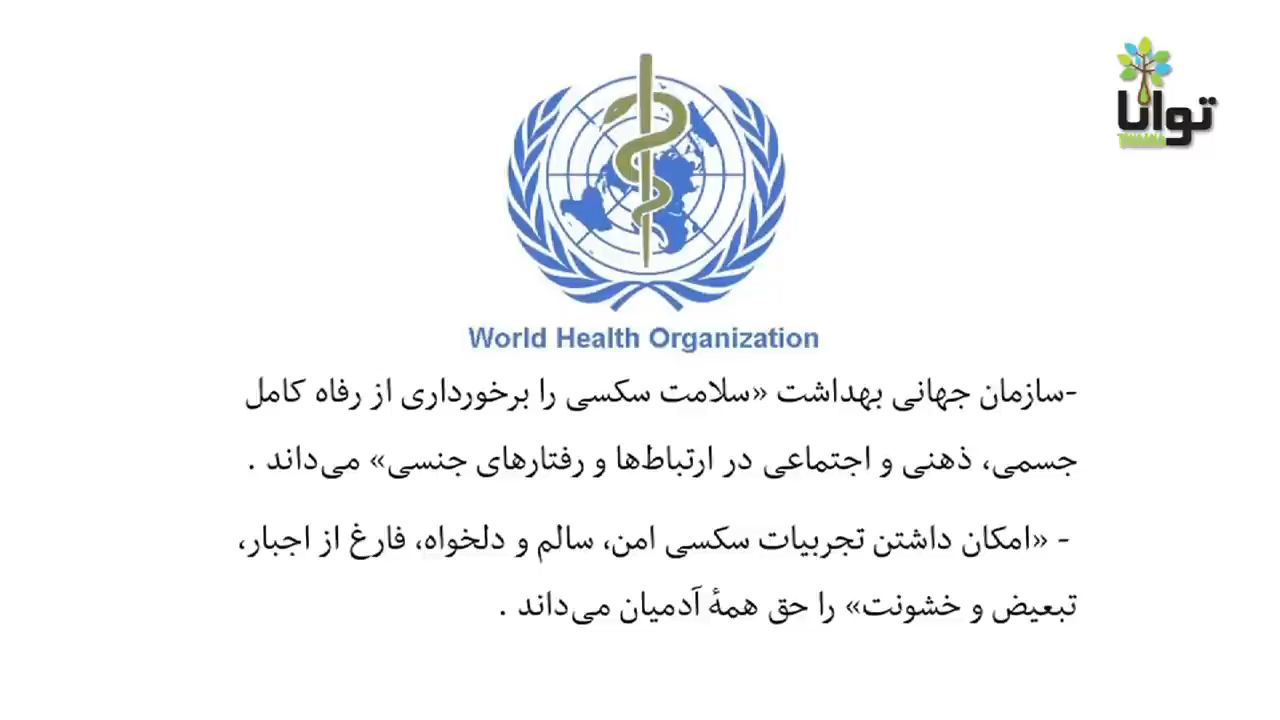 توانا
TAVAANA
World Health Organization
-سازمان جهانی بهداشت «سلامت سکسی را برخورداری از رفاه کامل
جسمی، ذهنی و اجتماعی در ارتباط‌ها و رفتارهای جنسی» می‌داند .
- «امکان داشتن تجربیات سکسی امن، سالم و دلخواه، فارغ از اجبار،
تبعیض و خشونت» را حق همهٔ آدمیان می‌داند .